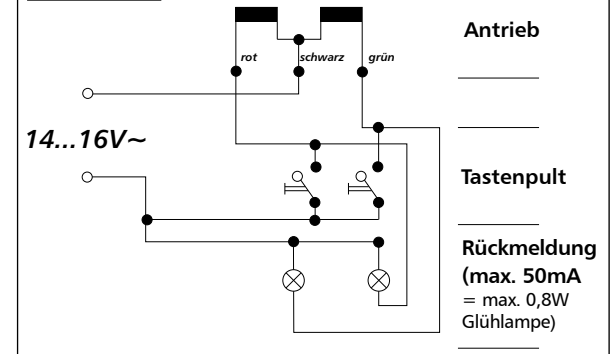 Antrieb
rot schwarz grün
14...16V~
Tastenpult
Rückmeldung
(max. 50mA
= max. 0,8W
Glühlampe)